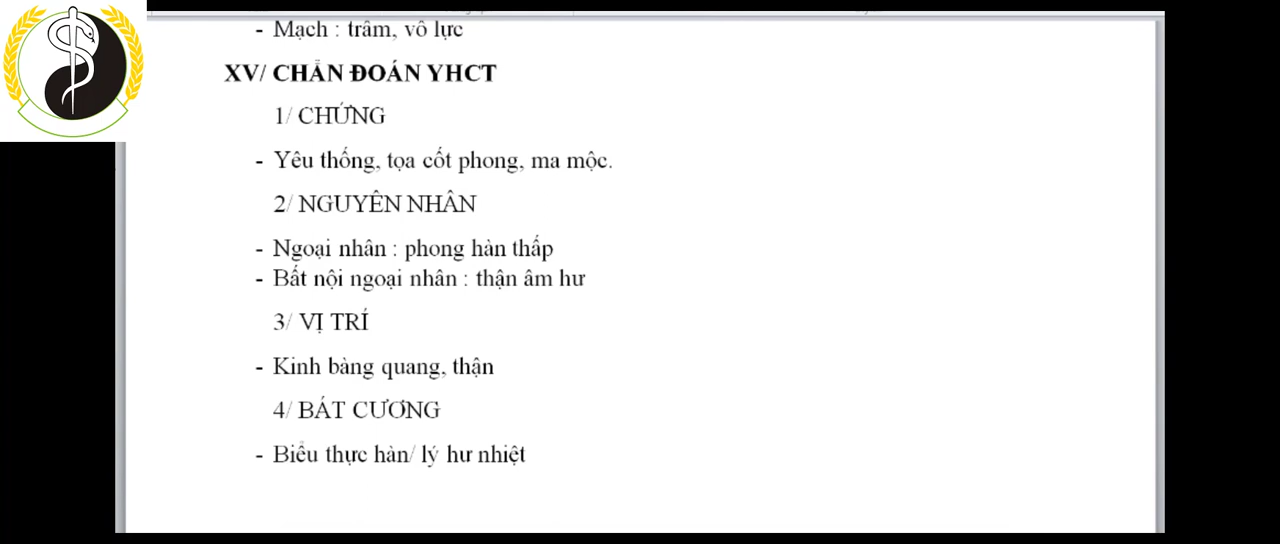 - Mạch : trầm, vô lực
XV/ CHẨN ĐOÁN YHCT
1/ CHỨNG
- Yêu thống, tọa cốt phong, ma mộc.
2/ NGUYÊN NHÂN
- Ngoại nhân : phong hàn thấp
- Bất nội ngoại nhân : thận âm hư
3/ VỊ TRÍ
- Kinh bàng quang, thận
4/ BÁT CƯƠNG
- Biểu thực hàn/ lý hư nhiệt